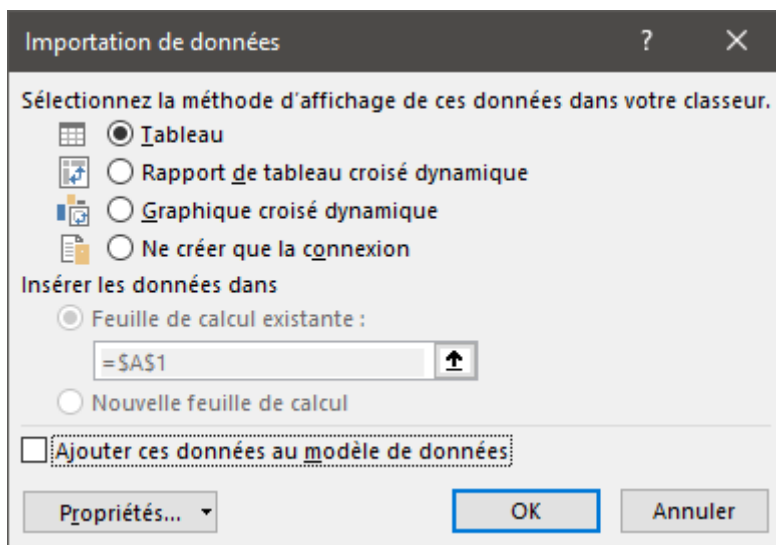 Importation de données ?
Sélectionnez la méthode d'affichage de ces données dans votre classeur.
Tableau
Rapport de tableau croisé dynamique
Graphique croisé dynamique
Ne créer que la connexion
Insérer les données dans
Feuille de calcul existante :
=$A$1
Nouvelle feuille de calcul
Ajouter ces données au modèle de données
Propriétés... OK Annuler